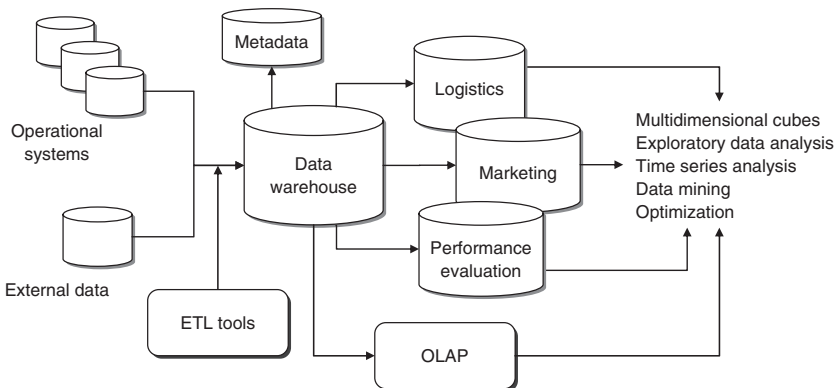 Metadata
Logistics
Operational
systems
Data
warehouse
Marketing
Multidimensional cubes
Exploratory data analysis
Time series analysis
Data mining
Optimization
Performance
evaluation
External data
ETL tools
OLAP